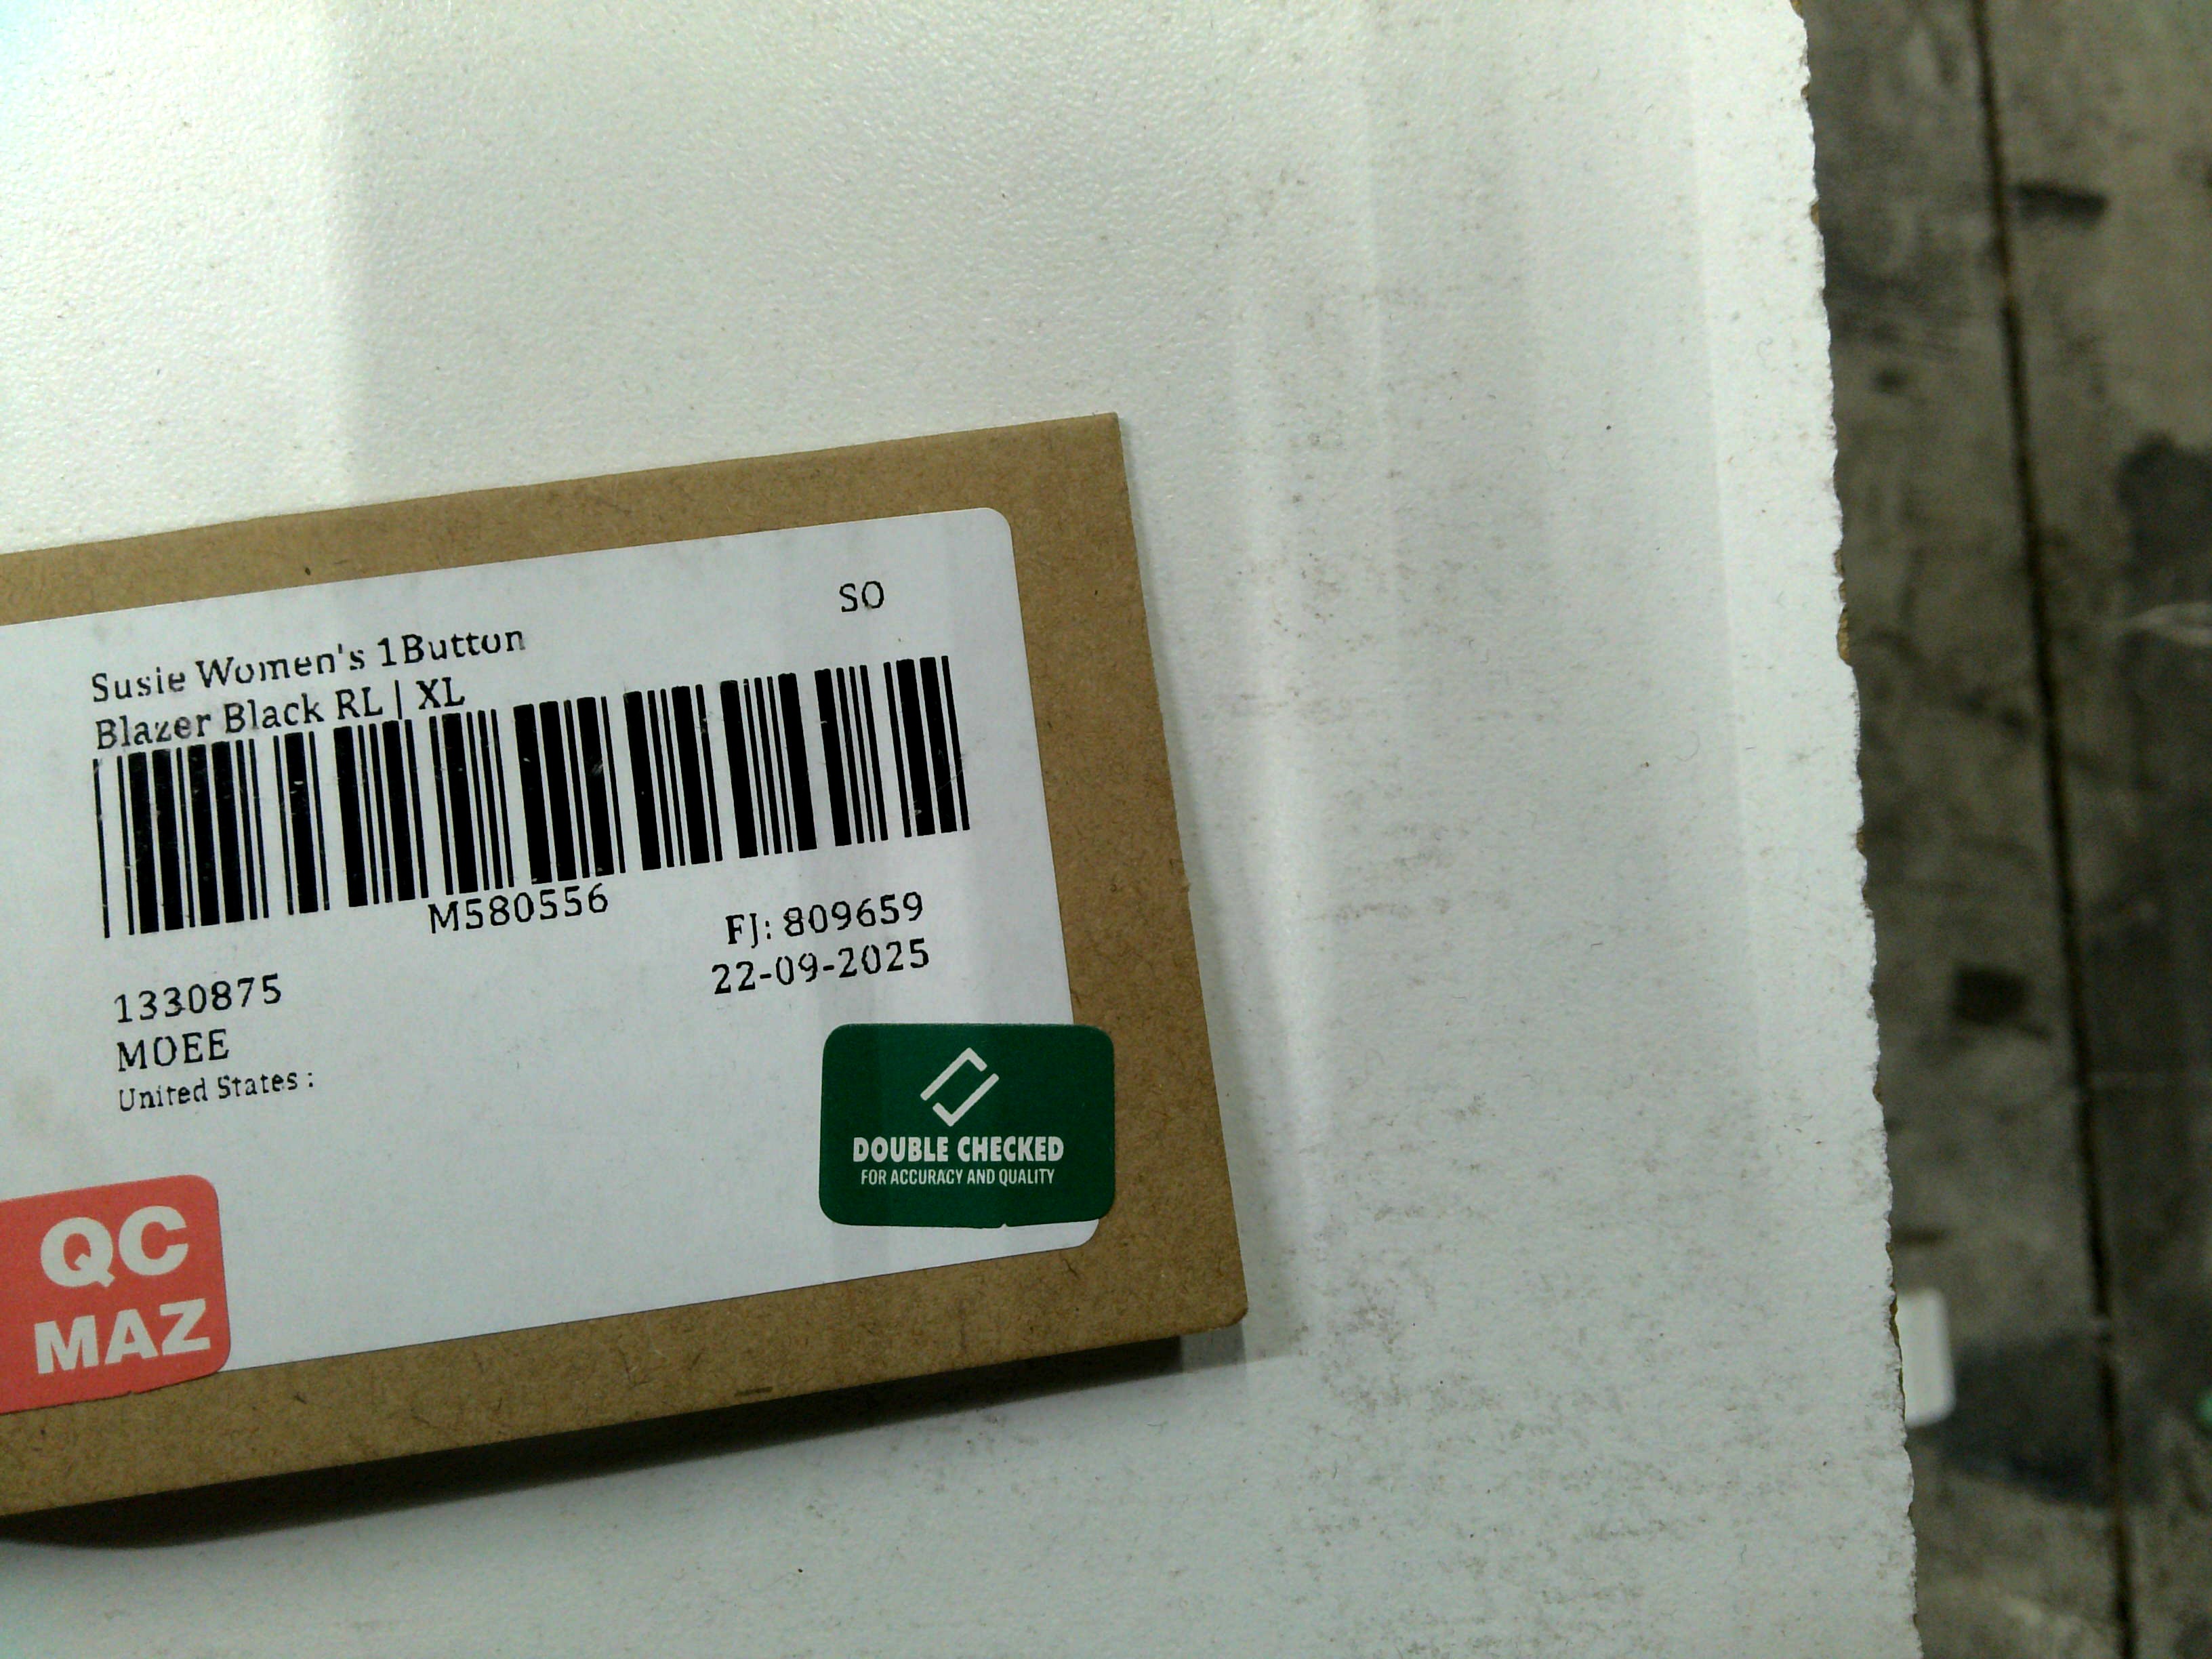 SO
Susie Women's 1Button
Blazer Black RL | XL
M580556
FJ: 809659
22-09-2025
1330875
MOEE
United States :
DOUBLE CHECKED
FOR ACCURACY AND QUALITY
QC
MAZ